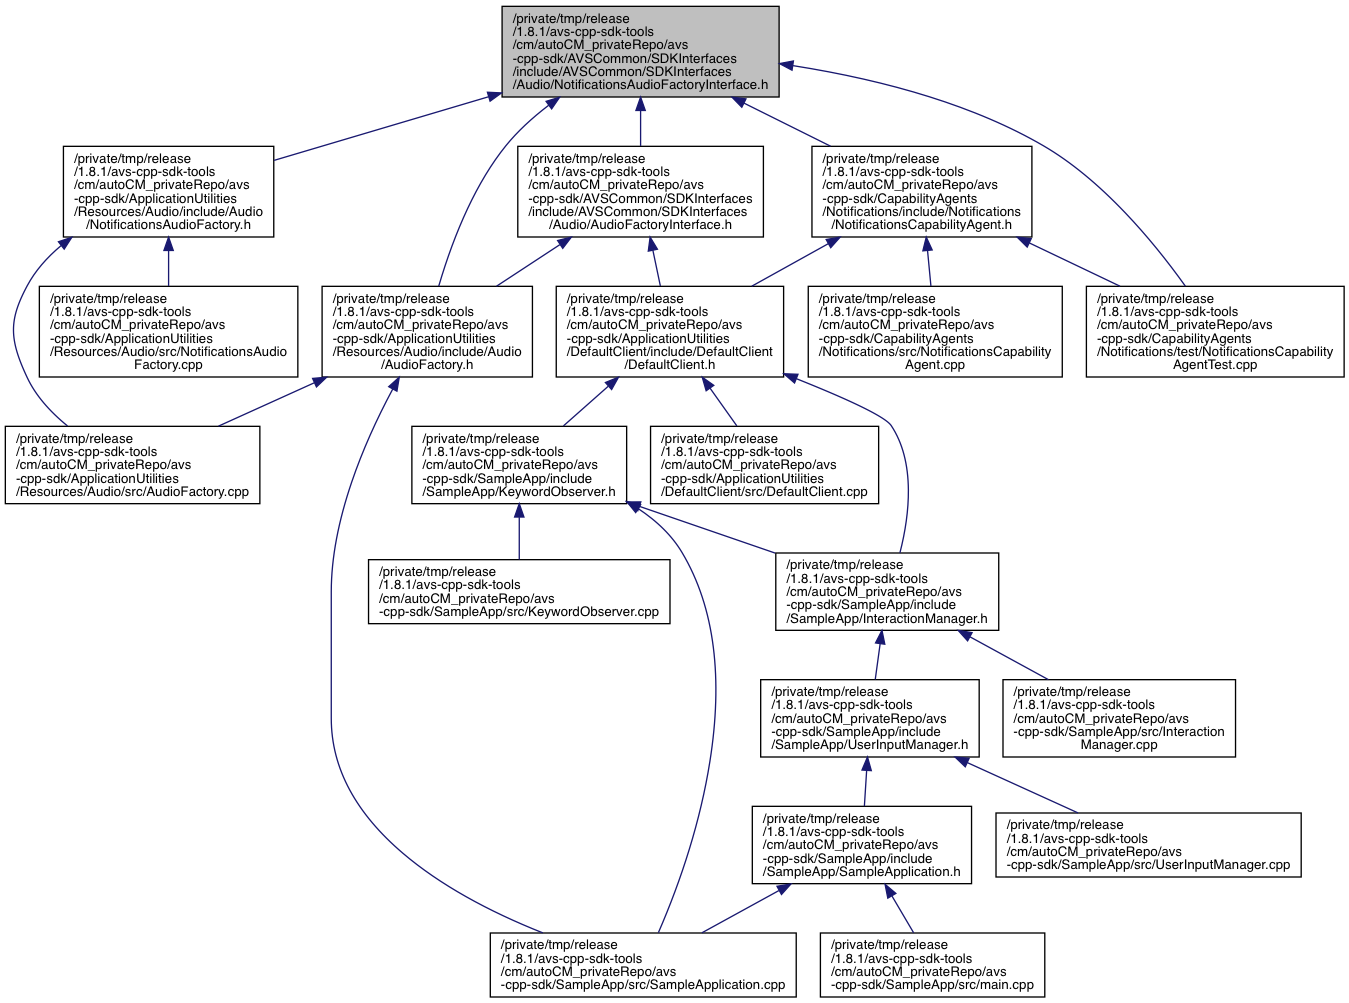 /private/tmp/release
/1.8.1/avs-cpp-sdk-tools
/cm/autoCM_privateRepo/avs
-cpp-sdk/AVSCommon/SDKInterfaces
/include/AVSCommon/SDKInterfaces
/Audio/NotificationsAudioFactoryInterface.h
/private/tmp/release
/1.8.1/avs-cpp-sdk-tools
/cm/autoCM_privateRepo/avs
-cpp-sdk/ApplicationUtilities
/Resources/Audio/include/Audio
/NotificationsAudioFactory.h
/private/tmp/release
/1.8.1/avs-cpp-sdk-tools
/cm/autoCM_privateRepo/avs
-cpp-sdk/AVSCommon/SDKInterfaces
/include/AVSCommon/SDKInterfaces
/Audio/AudioFactoryInterface.h
/private/tmp/release
/1.8.1/avs-cpp-sdk-tools
/cm/autoCM_privateRepo/avs
-cpp-sdk/CapabilityAgents
/Notifications/include/Notifications
/NotificationsCapabilityAgent.h
/private/tmp/release
/1.8.1/avs-cpp-sdk-tools
/cm/autoCM_privateRepo/avs
-cpp-sdk/ApplicationUtilities
/Resources/Audio/src/NotificationsAudio
Factory.cpp
/private/tmp/release
/1.8.1/avs-cpp-sdk-tools
/cm/autoCM_privateRepo/avs
-cpp-sdk/ApplicationUtilities
/Resources/Audio/include/Audio
/AudioFactory.h
/private/tmp/release
/1.8.1/avs-cpp-sdk-tools
/cm/autoCM_privateRepo/avs
-cpp-sdk/ApplicationUtilities
/DefaultClient/include/DefaultClient
/DefaultClient.h
/private/tmp/release
/1.8.1/avs-cpp-sdk-tools
/cm/autoCM_privateRepo/avs
-cpp-sdk/CapabilityAgents
/Notifications/src/NotificationsCapability
Agent.cpp
/private/tmp/release
/1.8.1/avs-cpp-sdk-tools
/cm/autoCM_privateRepo/avs
-cpp-sdk/CapabilityAgents
/Notifications/test/NotificationsCapability
AgentTest.cpp
/private/tmp/release
/1.8.1/avs-cpp-sdk-tools
/cm/autoCM_privateRepo/avs
-cpp-sdk/ApplicationUtilities
/Resources/Audio/src/AudioFactory.cpp
/private/tmp/release
/1.8.1/avs-cpp-sdk-tools
/cm/autoCM_privateRepo/avs
-cpp-sdk/SampleApp/include
/SampleApp/KeywordObserver.h
/private/tmp/release
/1.8.1/avs-cpp-sdk-tools
/cm/autoCM_privateRepo/avs
-cpp-sdk/ApplicationUtilities
/DefaultClient/src/DefaultClient.cpp
/private/tmp/release
/1.8.1/avs-cpp-sdk-tools
/cm/autoCM_privateRepo/avs
-cpp-sdk/SampleApp/src/KeywordObserver.cpp
/private/tmp/release
/1.8.1/avs-cpp-sdk-tools
/cm/autoCM_privateRepo/avs
-cpp-sdk/SampleApp/include
/SampleApp/InteractionManager.h
/private/tmp/release
/1.8.1/avs-cpp-sdk-tools
/cm/autoCM_privateRepo/avs
-cpp-sdk/SampleApp/include
/SampleApp/UserInputManager.h
/private/tmp/release
/1.8.1/avs-cpp-sdk-tools
/cm/autoCM_privateRepo/avs
-cpp-sdk/SampleApp/src/Interaction
Manager.cpp
/private/tmp/release
/1.8.1/avs-cpp-sdk-tools
/cm/autoCM_privateRepo/avs
-cpp-sdk/SampleApp/include
/SampleApp/SampleApplication.h
/private/tmp/release
/1.8.1/avs-cpp-sdk-tools
/cm/autoCM_privateRepo/avs
-cpp-sdk/SampleApp/src/UserInputManager.cpp
/private/tmp/release
/1.8.1/avs-cpp-sdk-tools
/cm/autoCM_privateRepo/avs
-cpp-sdk/SampleApp/src/SampleApplication.cpp
/private/tmp/release
/1.8.1/avs-cpp-sdk-tools
/cm/autoCM_privateRepo/avs
-cpp-sdk/SampleApp/src/main.cpp